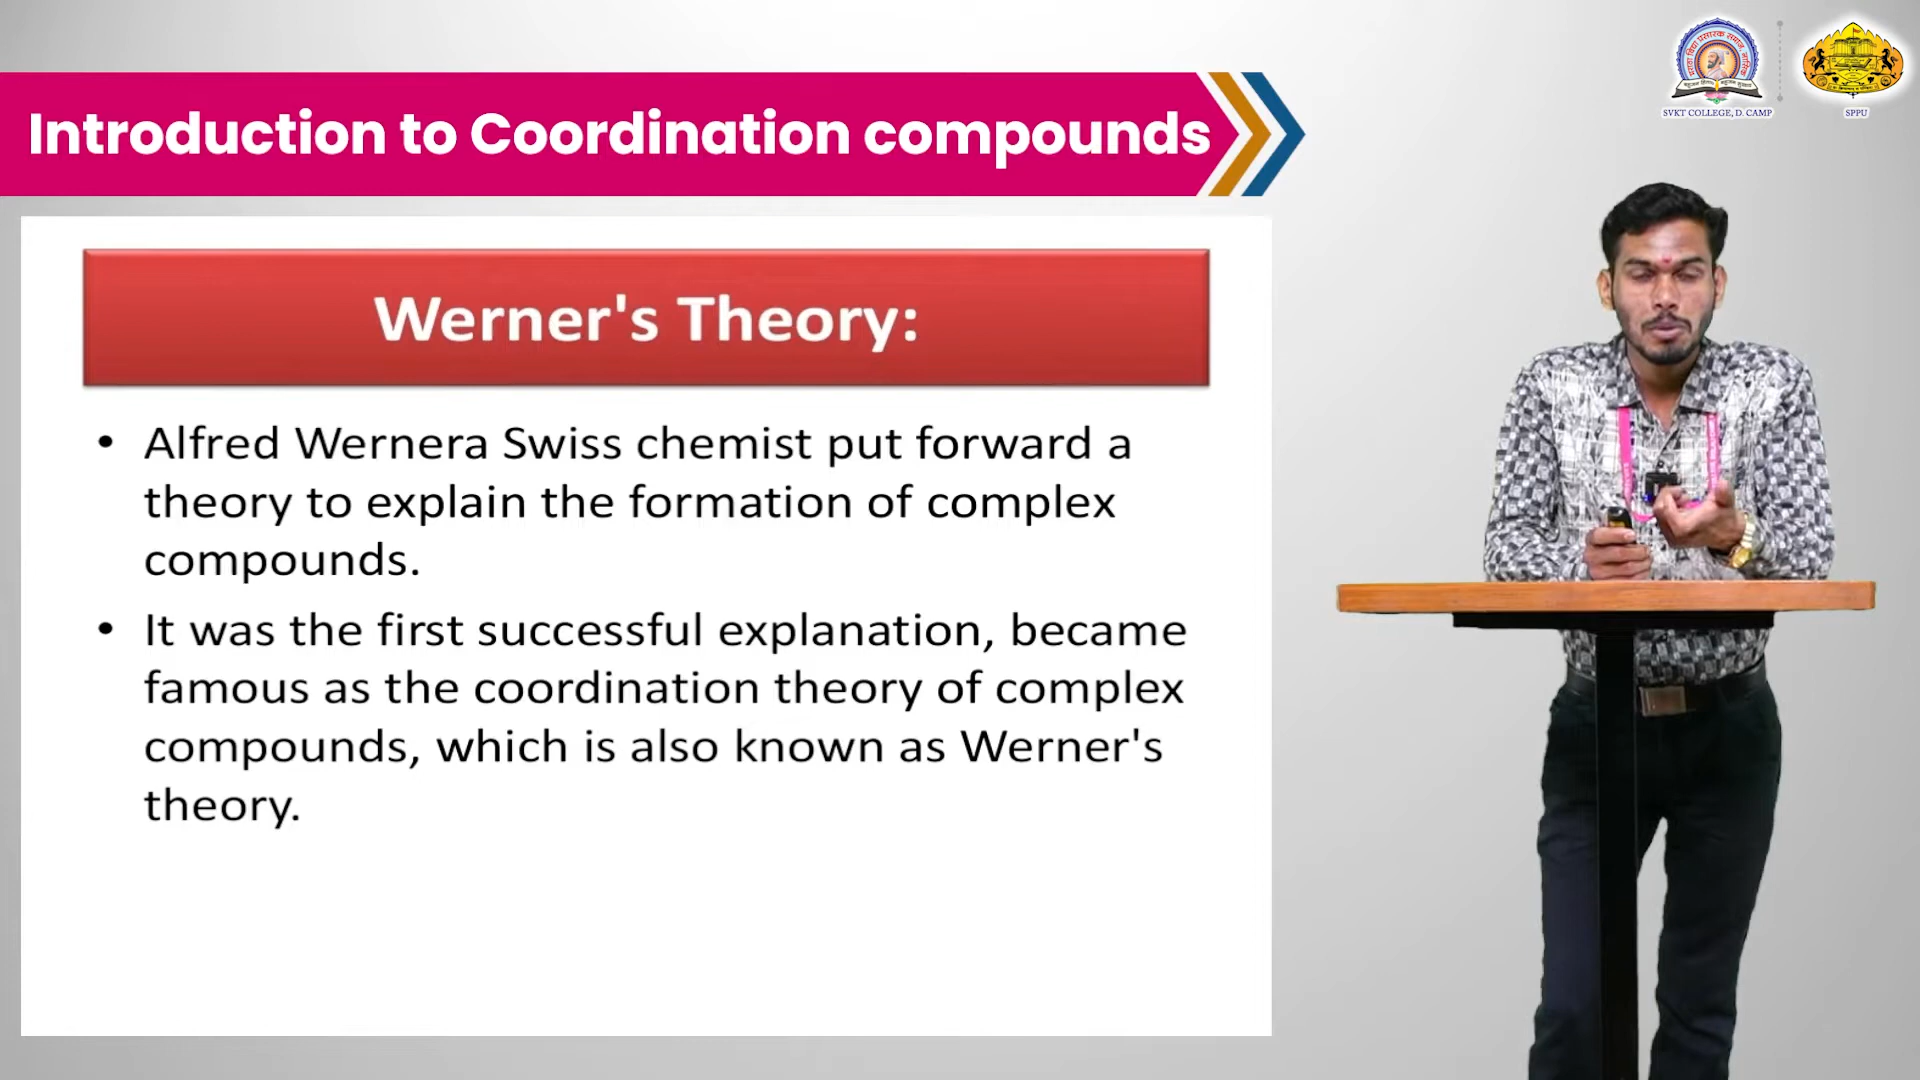 Introduction to Coordination compounds
SVKT COLLEGE, D. CAMP
SPPU
Werner's Theory:
• Alfred Wernera Swiss chemist put forward a
theory to explain the formation of complex
compounds.
• It was the first successful explanation, became
famous as the coordination theory of complex
compounds, which is also known as Werner's
theory.